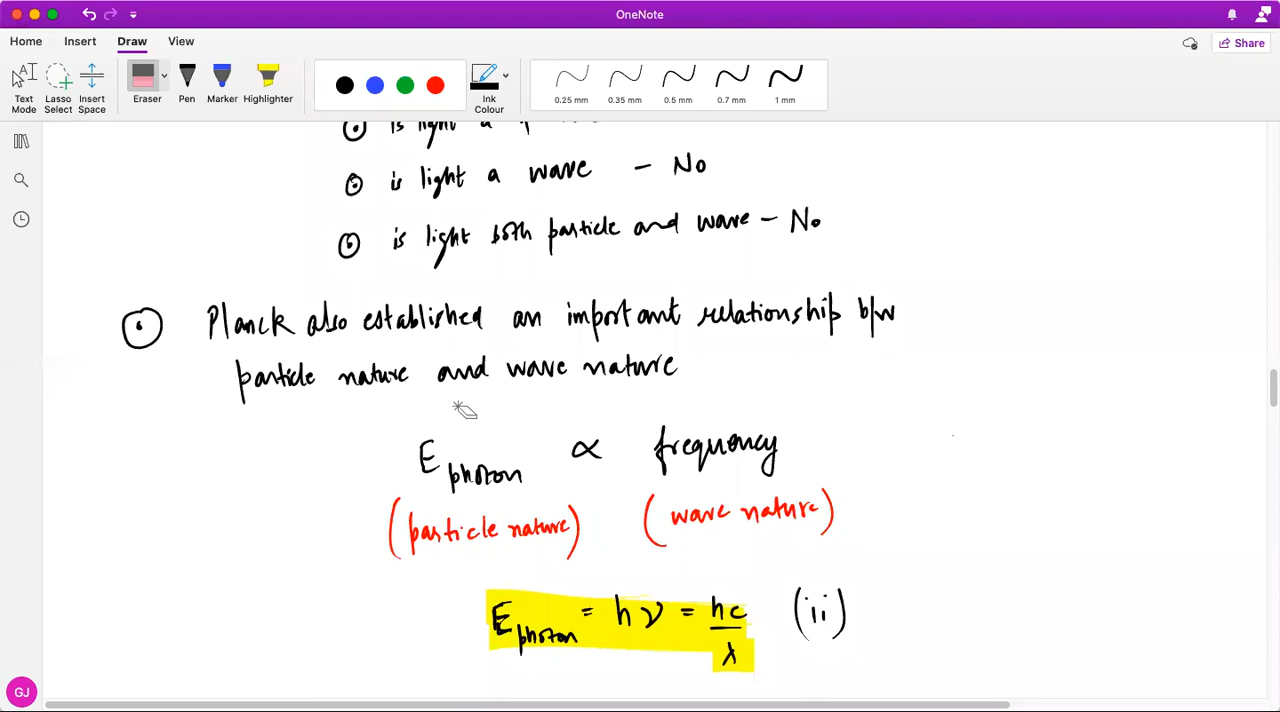 OneNote
Home Insert Draw View
Share
Text Mode
Lasso Select
Insert Space
Eraser
Pen
Marker
Highlighter
Ink Colour
0.25 mm 0.35 mm 0.5 mm 0.7 mm 1 mm
is light a
is light a wave - No
is light both particle and wave - No
Planck also established an important relationship b/w
particle nature and wave nature
E photon ∝ frequency
(particle nature) (wave nature)
E photon = hν = hc/λ (ii)
GJ